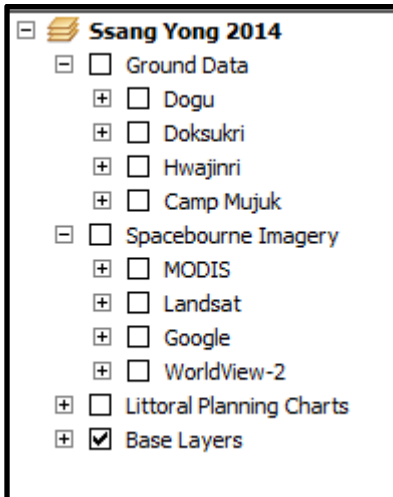 Ssang Yong 2014
Ground Data
Dogu
Doksukri
Hwajinri
Camp Mujuk
Spacebourne Imagery
MODIS
Landsat
Google
WorldView-2
Littoral Planning Charts
Base Layers